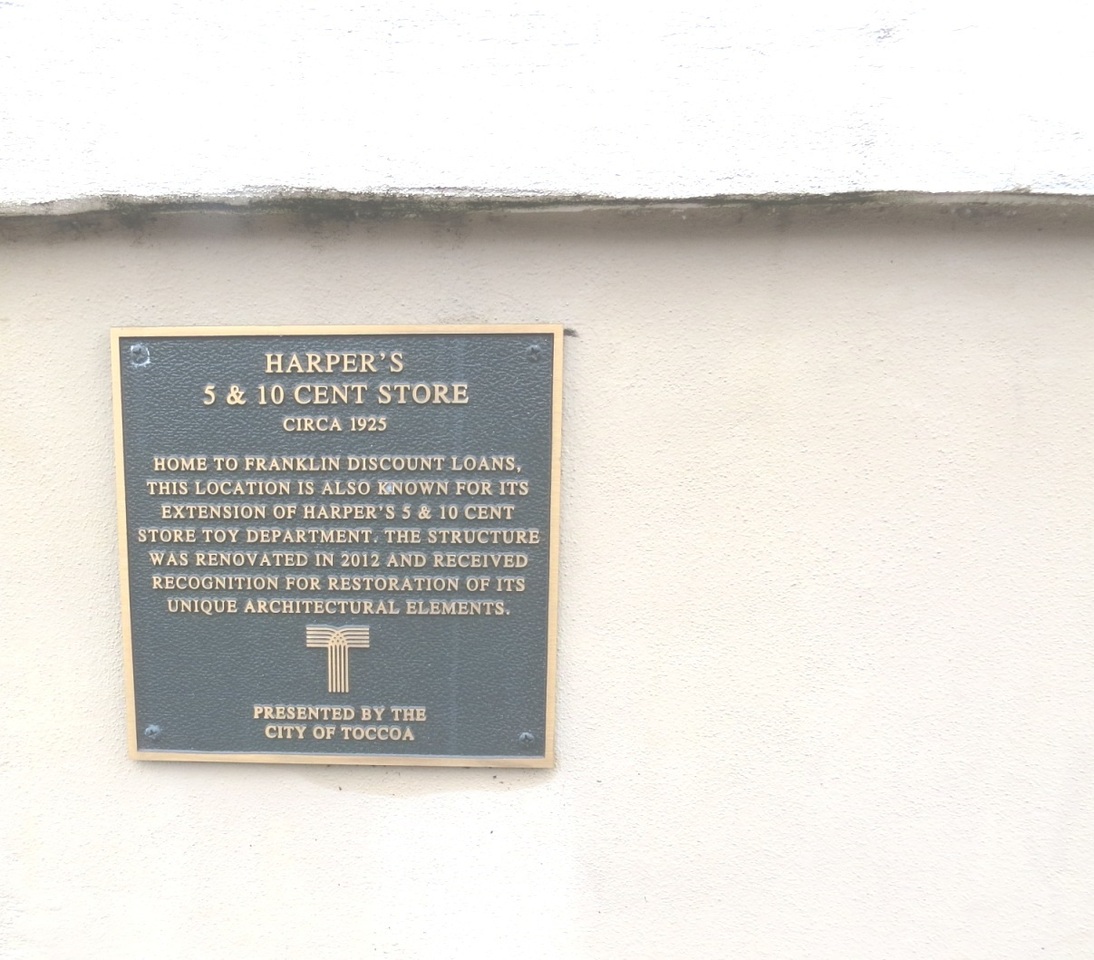 HARPER'S
5 & 10 CENT STORE
CIRCA 1925
HOME TO FRANKLIN DISCOUNT LOANS,
THIS LOCATION IS ALSO KNOWN FOR ITS
EXTENSION OF HARPER'S 5 & 10 CENT
STORE TOY DEPARTMENT. THE STRUCTURE
WAS RENOVATED IN 2012 AND RECEIVED
RECOGNITION FOR RESTORATION OF ITS
UNIQUE ARCHITECTURAL ELEMENTS.
PRESENTED BY THE
CITY OF TOCCOA